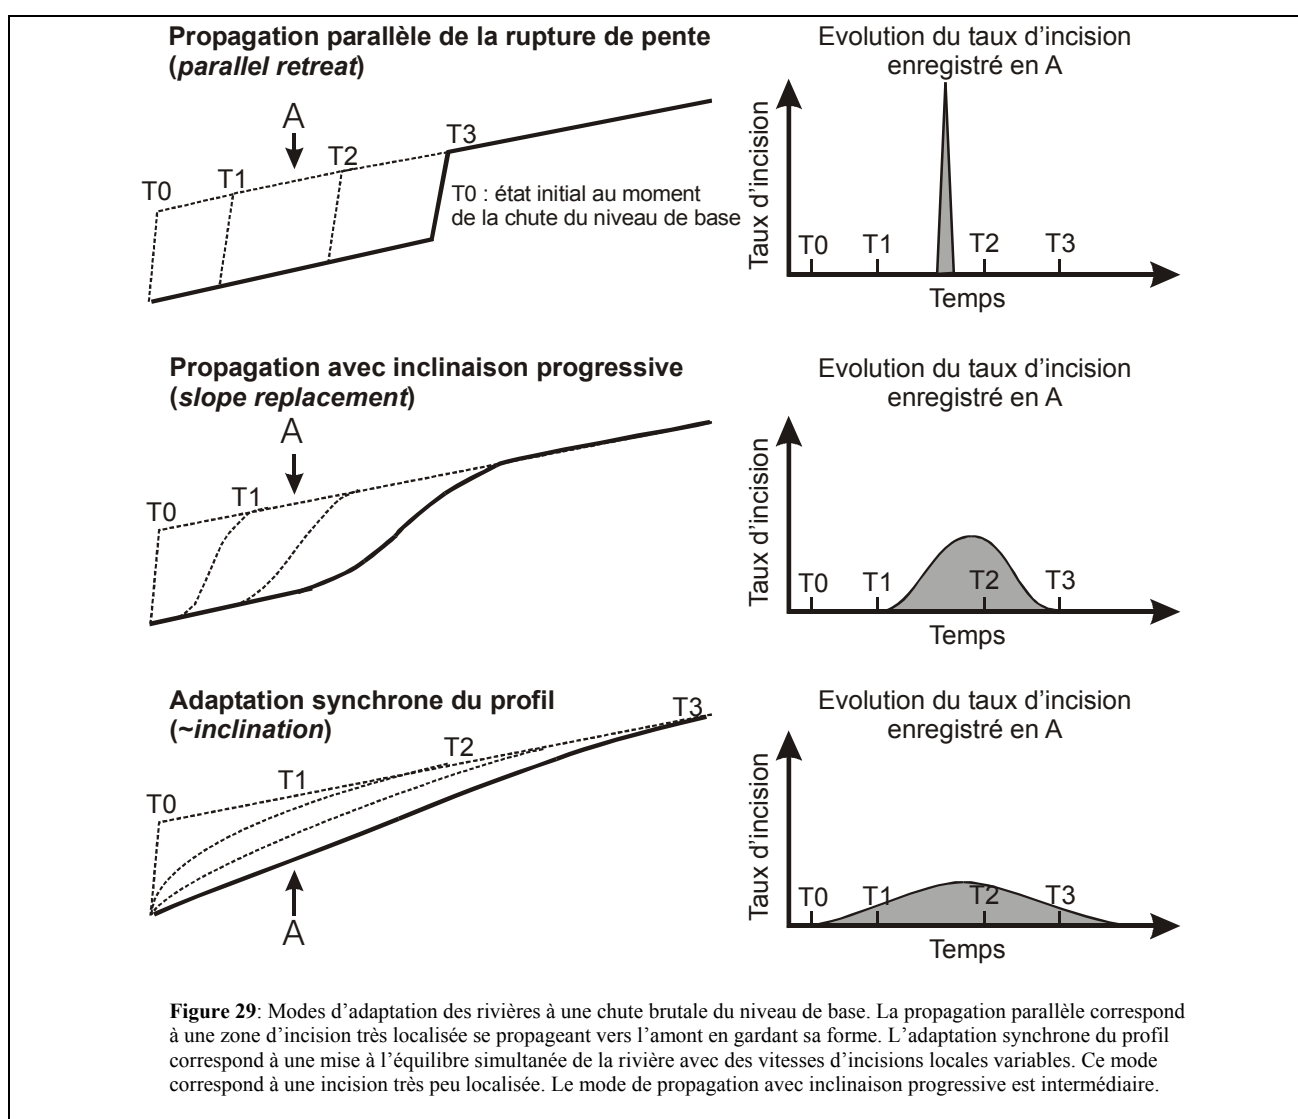 Propagation parallèle de la rupture de pente
(parallel retreat)
A
T0
T1
T2
T3
T0 : état initial au moment
de la chute du niveau de base
Evolution du taux d'incision
enregistré en A
Taux d'incision
T0
T1
T2
T3
Temps
Propagation avec inclinaison progressive
(slope replacement)
A
T0
T1
Evolution du taux d'incision
enregistré en A
Taux d'incision
T0
T1
T2
T3
Temps
Adaptation synchrone du profil
(~inclination)
T0
T1
T2
T3
A
Evolution du taux d'incision
enregistré en A
Taux d'incision
T0
T1
T2
T3
Temps
Figure 29: Modes d'adaptation des rivières à une chute brutale du niveau de base. La propagation parallèle correspond
à une zone d'incision très localisée se propageant vers l'amont en gardant sa forme. L'adaptation synchrone du profil
correspond à une mise à l'équilibre simultanée de la rivière avec des vitesses d'incisions locales variables. Ce mode
correspond à une incision très peu localisée. Le mode de propagation avec inclinaison progressive est intermédiaire.